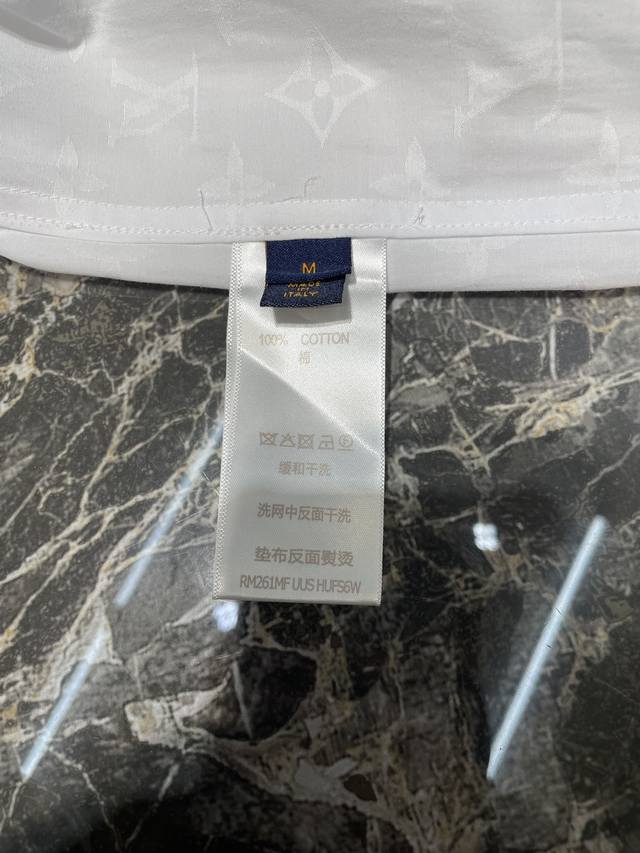 M
MADE
IN
ITALY
100% COTTON
棉
缓和干洗
洗网中反面干洗
垫布反面熨烫
RM261MF UUS HUFS6W